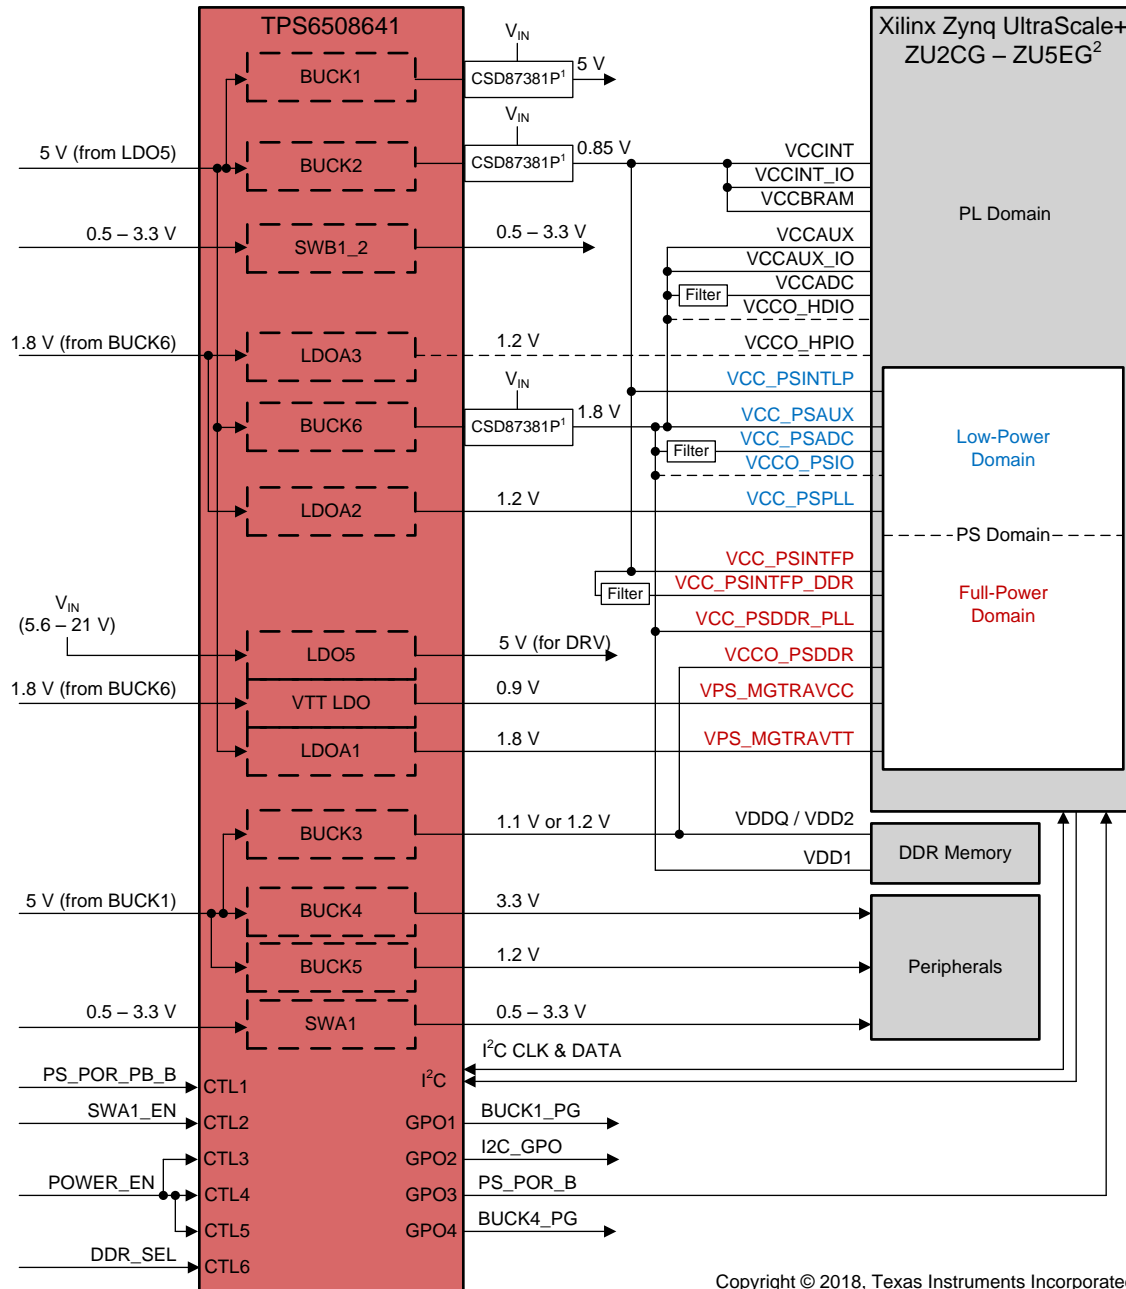 TPS6508641
Xilinx Zynq UltraScale+
ZU2CG – ZU5EG²
V_IN
BUCK1
CSD87381P¹
5 V
V_IN
5 V (from LDO5)
BUCK2
CSD87381P¹
0.85 V
VCCINT
VCCINT_IO
VCCBRAM
PL Domain
0.5 – 3.3 V
SWB1_2
0.5 – 3.3 V
VCCAUX
VCCAUX_IO
VCCADC
Filter
VCCO_HDIO
1.8 V (from BUCK6)
LDOA3
1.2 V
VCCO_HPIO
V_IN
VCC_PSINTLP
BUCK6
CSD87381P¹
1.8 V
VCC_PSAUX
VCC_PSADC
Filter
VCCO_PSIO
Low-Power
Domain
LDOA2
1.2 V
VCC_PSPLL
PS Domain
VCC_PSINTFP
VCC_PSINTFP_DDR
Filter
Full-Power
Domain
V_IN
(5.6 – 21 V)
LDO5
5 V (for DRV)
VCC_PSDDR_PLL
VCCO_PSDDR
1.8 V (from BUCK6)
VTT LDO
0.9 V
VPS_MGTRAVCC
LDOA1
1.8 V
VPS_MGTRAVTT
BUCK3
1.1 V or 1.2 V
VDDQ / VDD2
VDD1
DDR Memory
5 V (from BUCK1)
BUCK4
3.3 V
BUCK5
1.2 V
Peripherals
0.5 – 3.3 V
SWA1
0.5 – 3.3 V
I²C CLK & DATA
PS_POR_PB_B
CTL1
I²C
SWA1_EN
CTL2
GPO1
BUCK1_PG
CTL3
GPO2
I2C_GPO
POWER_EN
CTL4
GPO3
PS_POR_B
CTL5
GPO4
BUCK4_PG
DDR_SEL
CTL6
Copyright © 2018, Texas Instruments Incorporated